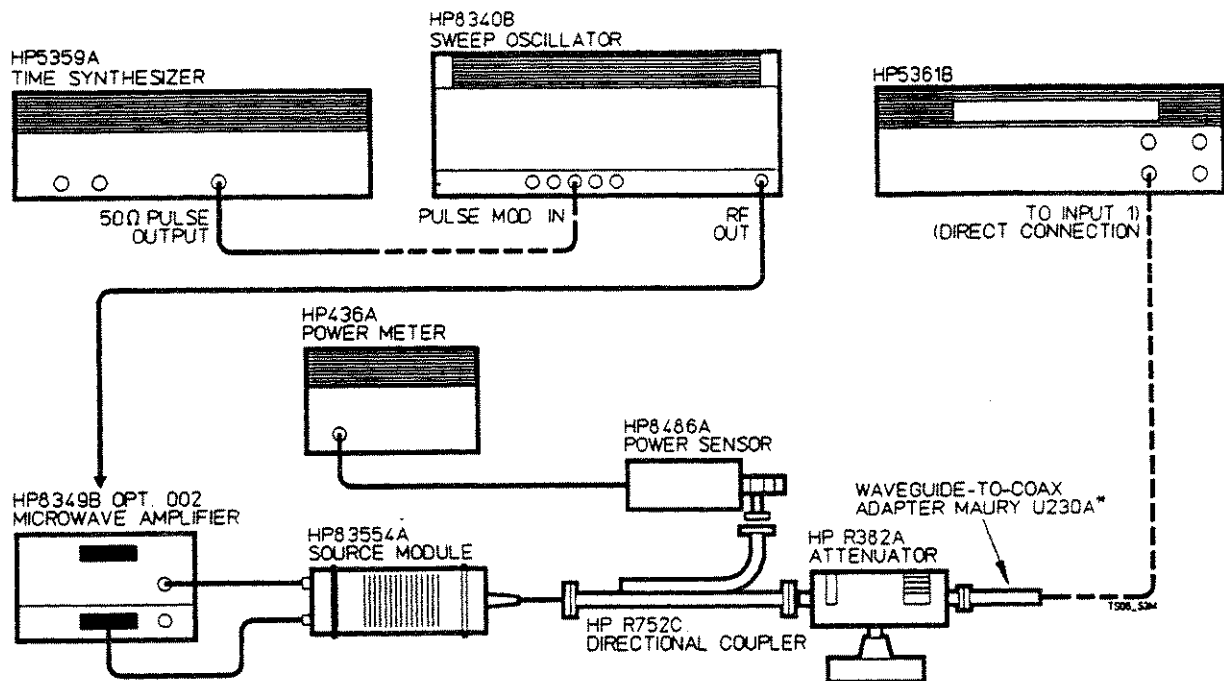 HP8340B
SWEEP OSCILLATOR
HP5359A
TIME SYNTHESIZER
HP5361B
50Ω PULSE
OUTPUT
PULSE MOD IN
RF
OUT
TO INPUT 1)
(DIRECT CONNECTION
HP436A
POWER METER
HP8486A
POWER SENSOR
HP8349B OPT. 002
MICROWAVE AMPLIFIER
HP83554A
SOURCE MODULE
WAVEGUIDE-TO-COAX
ADAPTER MAURY U230A*
HP R382A
ATTENUATOR
HP R752C
DIRECTIONAL COUPLER